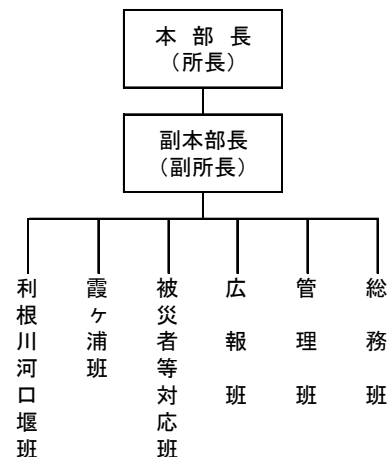 本部長
（所長）
副本部長
（副所長）
総務班
管理班
広報班
被災者等対応班
霞ヶ浦班
利根川河口堰班